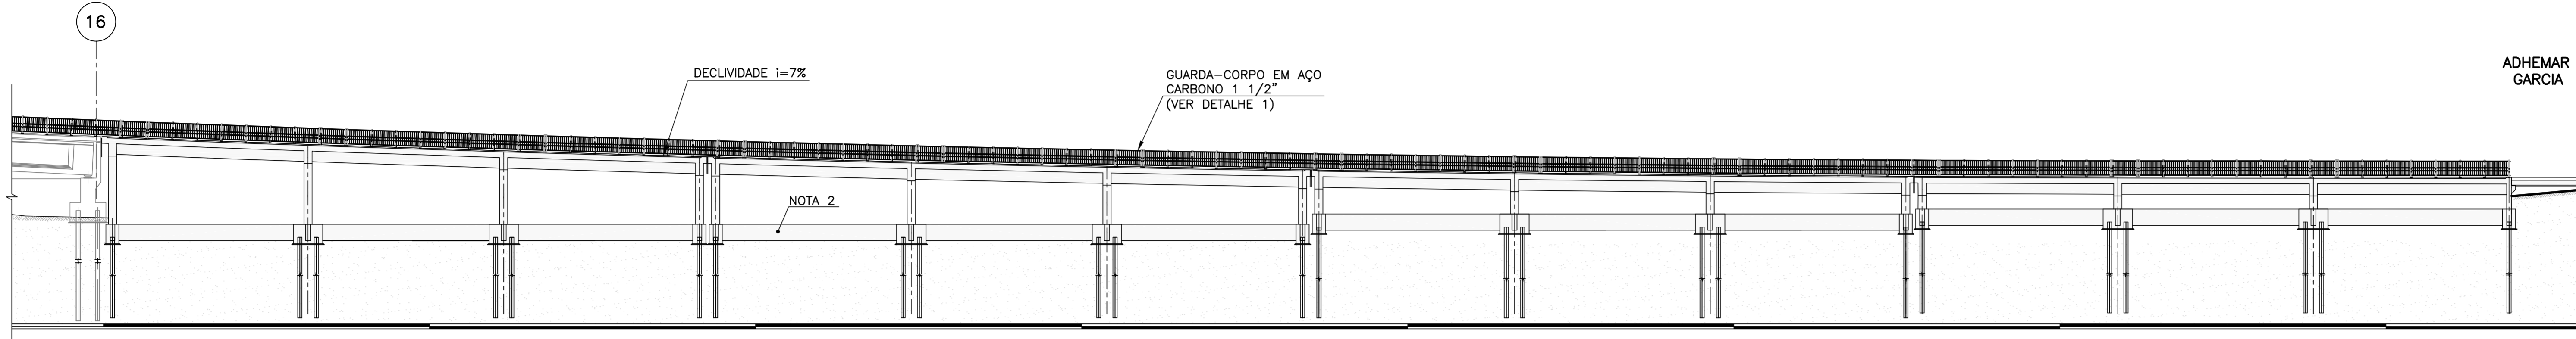 16
DECLIVIDADE i=7%
GUARDA-CORPO EM AÇO
CARBONO 1 1/2"
(VER DETALHE 1)
ADHEMAR
GARCIA
NOTA 2